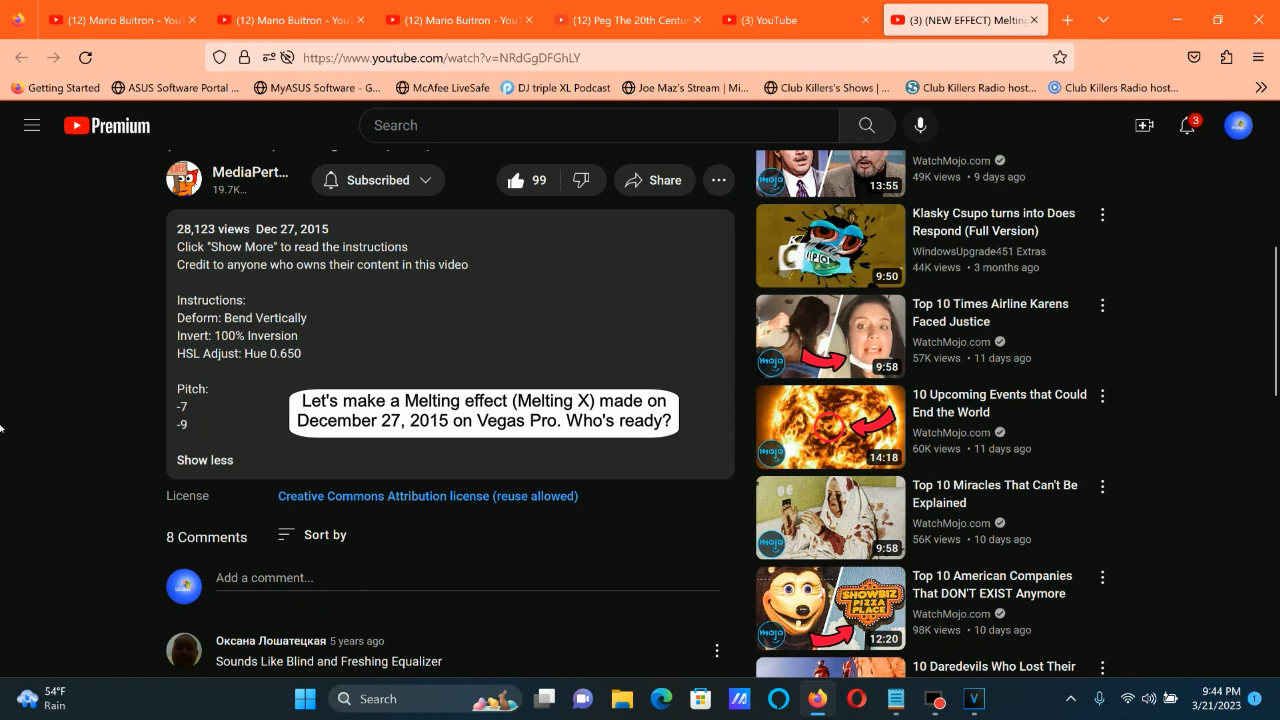 (12) Mario Buitron - YouT
(12) Mario Buitron - YouT
(12) Mario Buitron - YouT
(12) Peg The 20th Centur
(3) YouTube
(3) (NEW EFFECT) Melting
https://www.youtube.com/watch?v=NRdGgDFGhLY
Getting Started
ASUS Software Portal ...
MyASUS Software - G...
McAfee LiveSafe
DJ triple XL Podcast
Joe Maz's Stream | Mi...
Club Killers's Shows | ...
Club Killers Radio host...
Club Killers Radio host...
Premium
Search
3
MediaPert...
19.7K...
Subscribed
99
Share
28,123 views Dec 27, 2015
Click "Show More" to read the instructions
Credit to anyone who owns their content in this video
Instructions:
Deform: Bend Vertically
Invert: 100% Inversion
HSL Adjust: Hue 0.650
Pitch:
-7
-9
Let's make a Melting effect (Melting X) made on
December 27, 2015 on Vegas Pro. Who's ready?
Show less
License
Creative Commons Attribution license (reuse allowed)
8 Comments
Sort by
Add a comment...
Оксана Лошатецкая 5 years ago
Sounds Like Blind and Freshing Equalizer
mojo
13:55
WatchMojo.com
49K views • 9 days ago
9:50
Klasky Csupo turns into Does
Respond (Full Version)
WindowsUpgrade451 Extras
44K views • 3 months ago
mojo
9:58
Top 10 Times Airline Karens
Faced Justice
WatchMojo.com
57K views • 11 days ago
mojo
14:18
10 Upcoming Events that Could
End the World
WatchMojo.com
60K views • 11 days ago
mojo
9:58
Top 10 Miracles That Can't Be
Explained
WatchMojo.com
56K views • 10 days ago
SHOWBIZ
PIZZA
PLACE
mojo
12:20
Top 10 American Companies
That DON'T EXIST Anymore
WatchMojo.com
98K views • 10 days ago
10 Daredevils Who Lost Their
54°F
Rain
Search
9:44 PM
3/21/2023
1